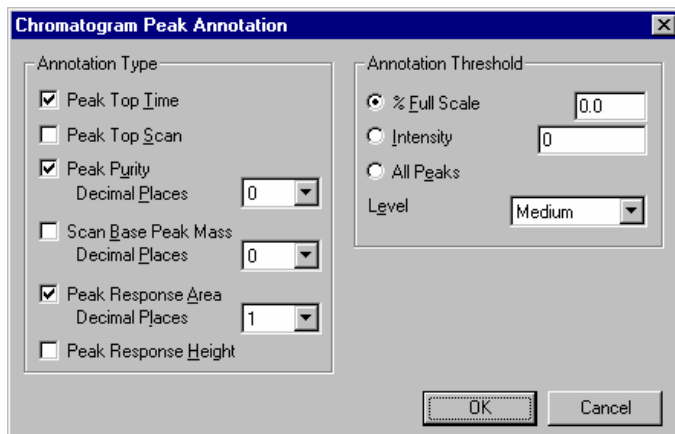 Chromatogram Peak Annotation
Annotation Type
Peak Top Time
Peak Top Scan
Peak Purity
Decimal Places 0
Scan Base Peak Mass
Decimal Places 0
Peak Response Area
Decimal Places 1
Peak Response Height
Annotation Threshold
% Full Scale 0.0
Intensity 0
All Peaks
Level Medium
OK Cancel